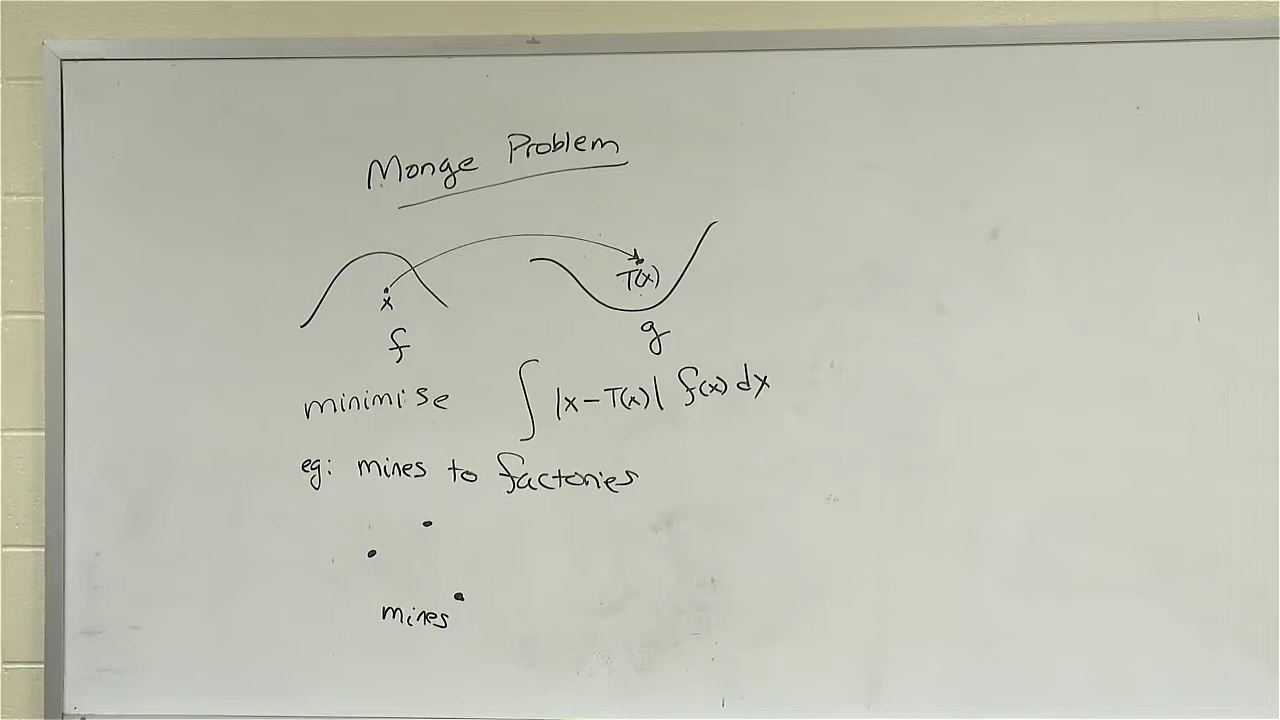 Monge Problem
x T(x)
f g
minimise ∫ |x-T(x)| f(x) dx
eg: mines to factories
mines